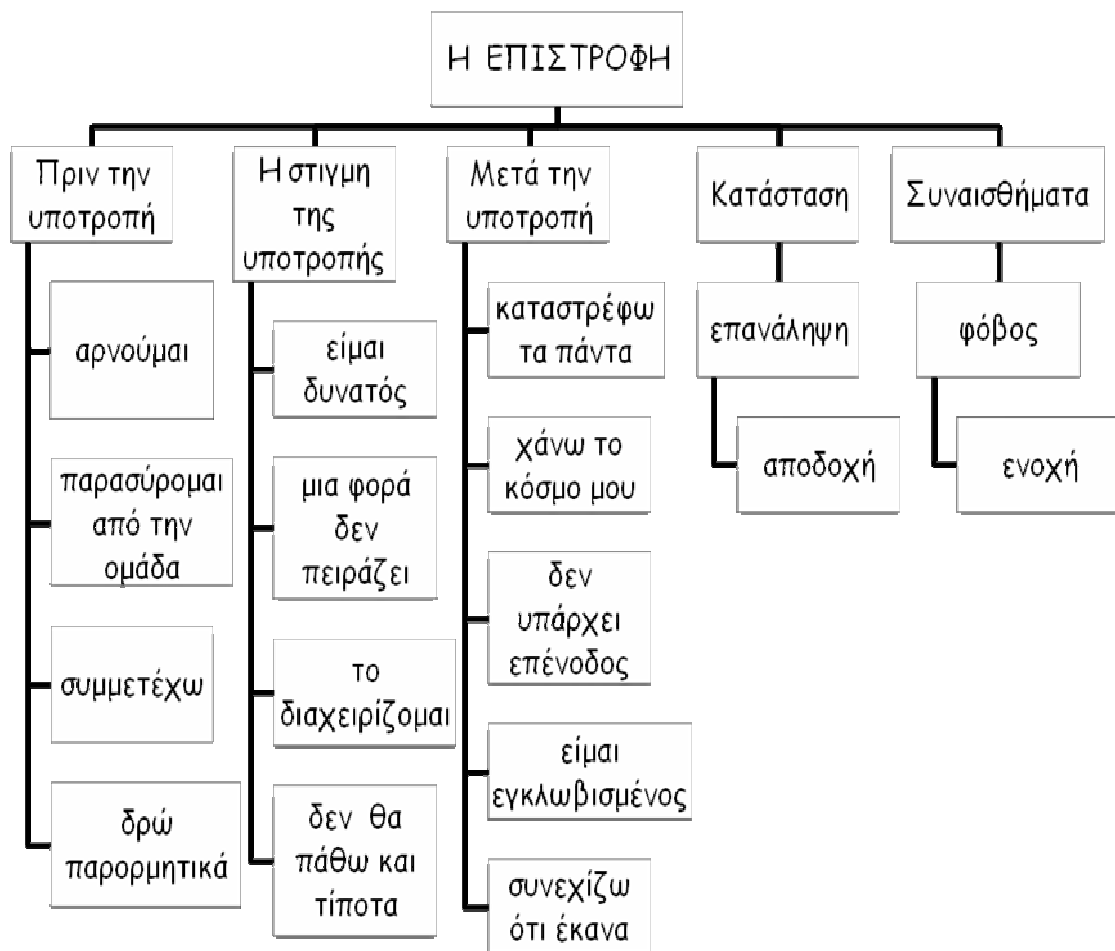 Η ΕΠΙΣΤΡΟΦΗ
Πριν την
υποτροπή
αρνούμαι
παρασύρομαι
από την
ομάδα
συμμετέχω
δρώ
παρορμητικά
Η στιγμη
της
υποτροπής
είμαι
δυνατός
μια φορά
δεν
πειράζει
το
διαχειρίζομαι
δεν θα
πάθω και
τίποτα
Μετά την
υποτροπή
καταστρέφω
τα πάντα
χάνω το
κόσμο μου
δεν
υπάρχει
επένοδος
είμαι
εγκλωβισμένος
συνεχίζω
ότι έκανα
Κατάσταση
επανάληψη
αποδοχή
Συναισθήματα
φόβος
ενοχή